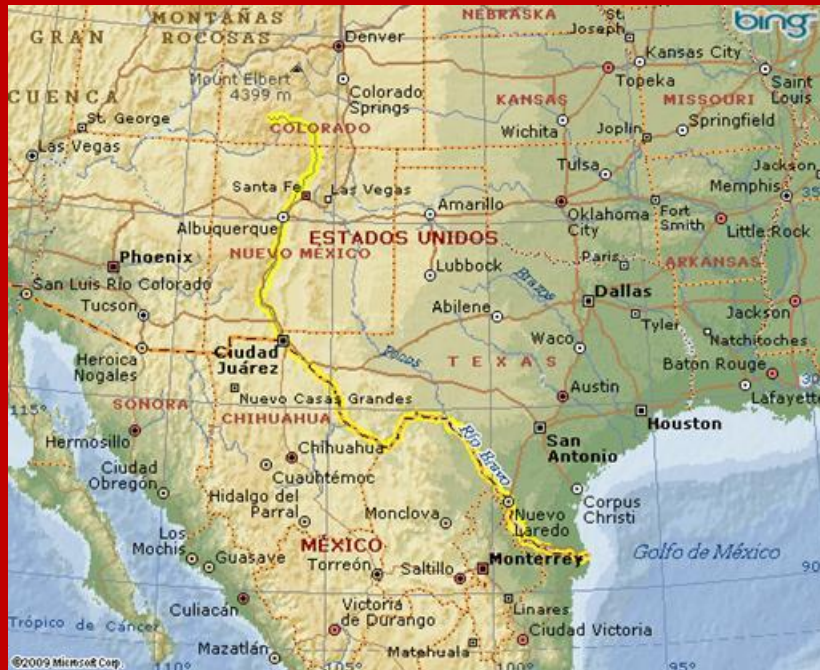 MONTAÑAS
ROCOSAS
NEBRASKA
St.
Joseph
bing
GRAN
Denver
Kansas City
Mount Elbert
4399 m
Topeka
Saint
Louis
CUENCA
Colorado
Springs
KANSAS
MISSOURI
St. George
COLORADO
Wichita
Joplin
Springfield
Las Vegas
Tulsa
Jackson
Santa Fe
Las Vegas
Memphis
35
Albuquerque
Amarillo
Oklahoma
City
Fort
Smith
Little Rock
ESTADOS UNIDOS
Phoenix
NUEVO MÉXICO
Lubbock
Brazos
Paris
ARKANSAS
San Luis Río Colorado
Dallas
Tucson
Abilene
Tyler
Jackson
Natchitoches
Ciudad
Juárez
Pecos
Waco
Heroica
Nogales
TEXAS
Baton Rouge
30
Nuevo Casas Grandes
Austin
Lafayette
115°
SONORA
CHIHUAHUA
Río Bravo
Houston
Hermosillo
Chihuahua
San
Antonio
Ciudad
Obregón
Cuauhtémoc
Hidalgo del
Parral
Monclova
Nuevo
Laredo
Corpus
Christi
Los
Mochis
Guasave
MÉXICO
Torreón
Saltillo
Monterrey
Golfo de México
90
Culiacán
Victoria
de Durango
Linares
Trópico de Cáncer
Ciudad Victoria
Mazatlán
Matehuala
©2009 Microsoft Corp.
110°
105°
100°
95°